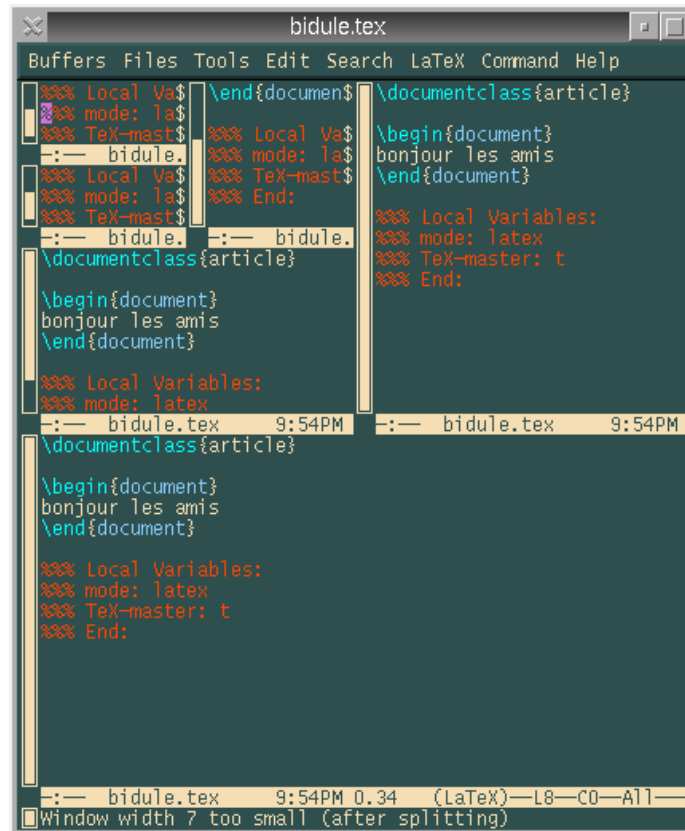 bidule.tex
Buffers Files Tools Edit Search LaTeX Command Help
%%% Local Va$
%%% mode: la$
%%% TeX-mast$
-:-- bidule.
%%% Local Va$
%%% mode: la$
%%% TeX-mast$
-:-- bidule.
\end{documen$
%%% Local Va$
%%% mode: la$
%%% TeX-mast$
%%% End:
-:-- bidule.
\documentclass{article}
\begin{document}
bonjour les amis
\end{document}
%%% Local Variables:
%%% mode: latex
%%% TeX-master: t
%%% End:
-:-- bidule.tex 9:54PM
\documentclass{article}
\begin{document}
bonjour les amis
\end{document}
%%% Local Variables:
%%% mode: latex
-:-- bidule.tex 9:54PM
\documentclass{article}
\begin{document}
bonjour les amis
\end{document}
%%% Local Variables:
%%% mode: latex
%%% TeX-master: t
%%% End:
-:-- bidule.tex 9:54PM 0.34 (LaTeX)--L8--C0--All--
Window width 7 too small (after splitting)